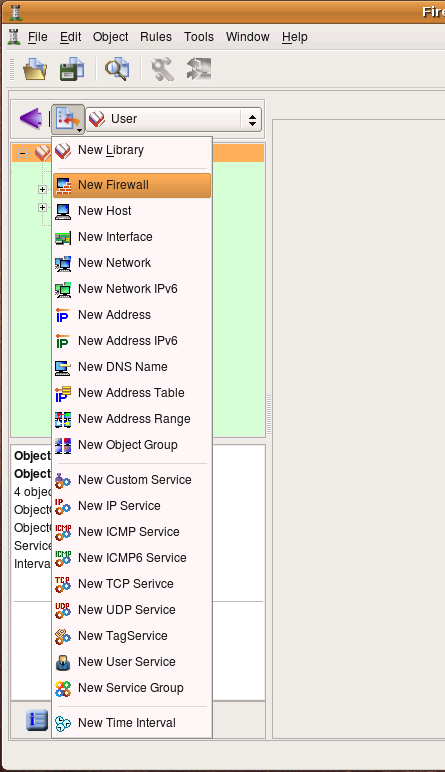 Fire
File Edit Object Rules Tools Window Help
User
New Library
New Firewall
New Host
New Interface
New Network
New Network IPv6
New Address
New Address IPv6
New DNS Name
New Address Table
New Address Range
New Object Group
New Custom Service
New IP Service
New ICMP Service
New ICMP6 Service
New TCP Serivce
New UDP Service
New TagService
New User Service
New Service Group
New Time Interval
Object
Object
4 objec
Object
Object
Service
Interva